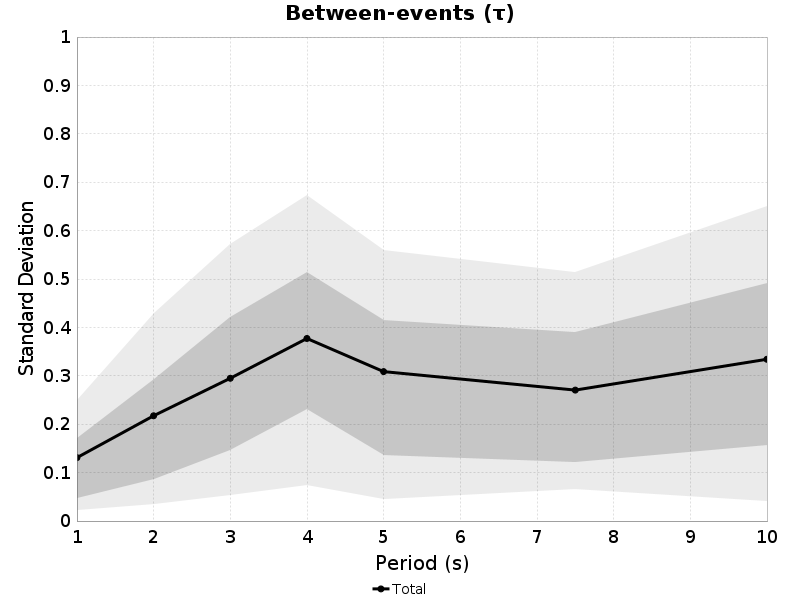 Between-events (τ)
1
0.9
0.8
0.7
0.6
0.5
0.4
0.3
0.2
0.1
0
Standard Deviation
1 2 3 4 5 6 7 8 9 10
Period (s)
Total